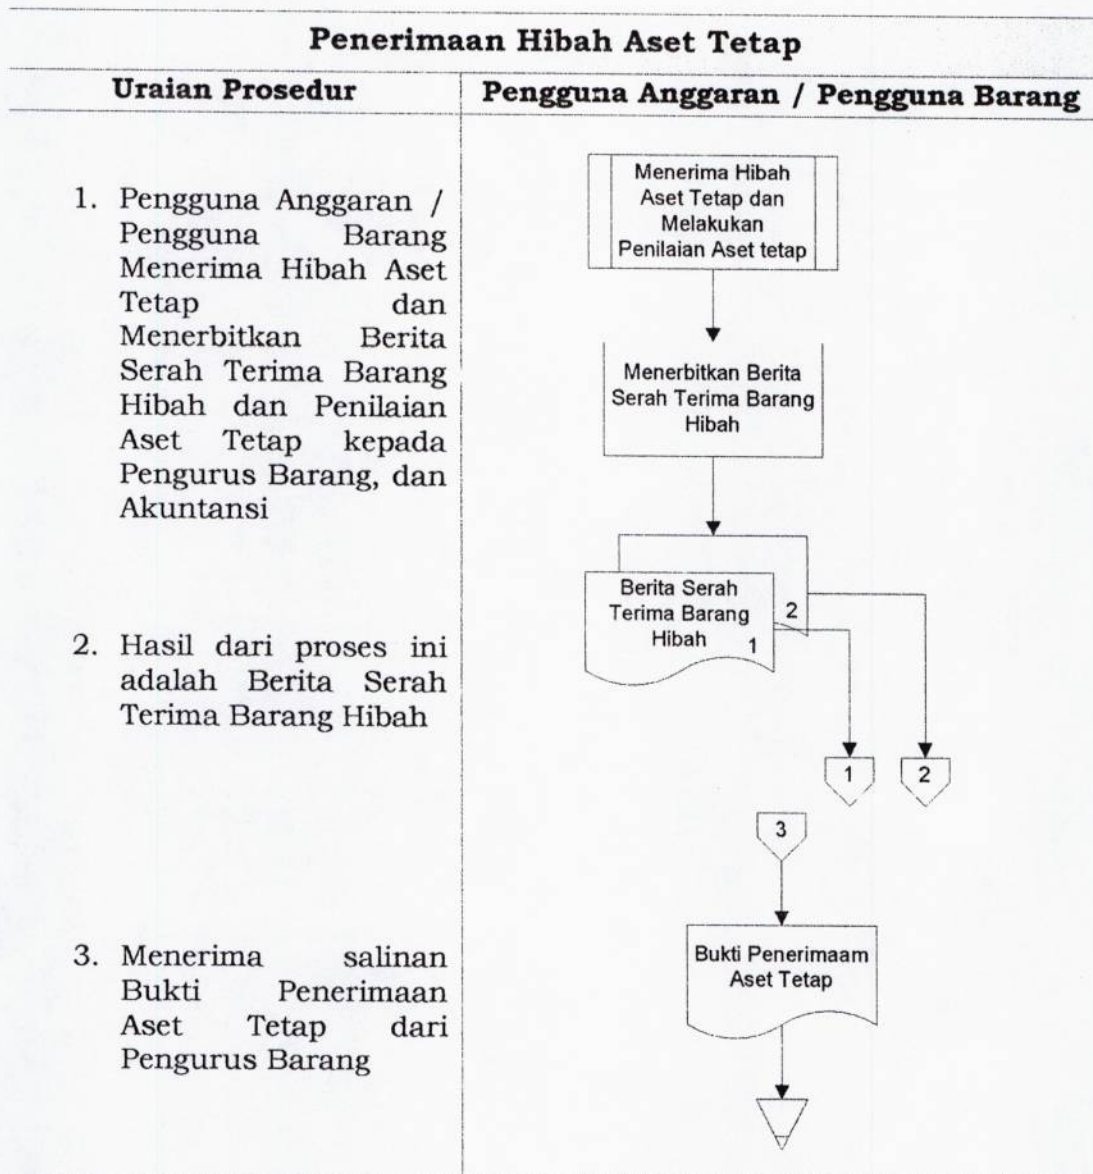 Penerimaan Hibah Aset Tetap
Uraian Prosedur
Pengguna Anggaran / Pengguna Barang
1. Pengguna Anggaran /
Pengguna Barang
Menerima Hibah Aset
Tetap dan
Menerbitkan Berita
Serah Terima Barang
Hibah dan Penilaian
Aset Tetap kepada
Pengurus Barang, dan
Akuntansi
2. Hasil dari proses ini
adalah Berita Serah
Terima Barang Hibah
3. Menerima salinan
Bukti Penerimaan
Aset Tetap dari
Pengurus Barang
Menerima Hibah
Aset Tetap dan
Melakukan
Penilaian Aset tetap
Menerbitkan Berita
Serah Terima Barang
Hibah
Berita Serah
Terima Barang
Hibah
1
2
1
2
3
Bukti Penerimaam
Aset Tetap